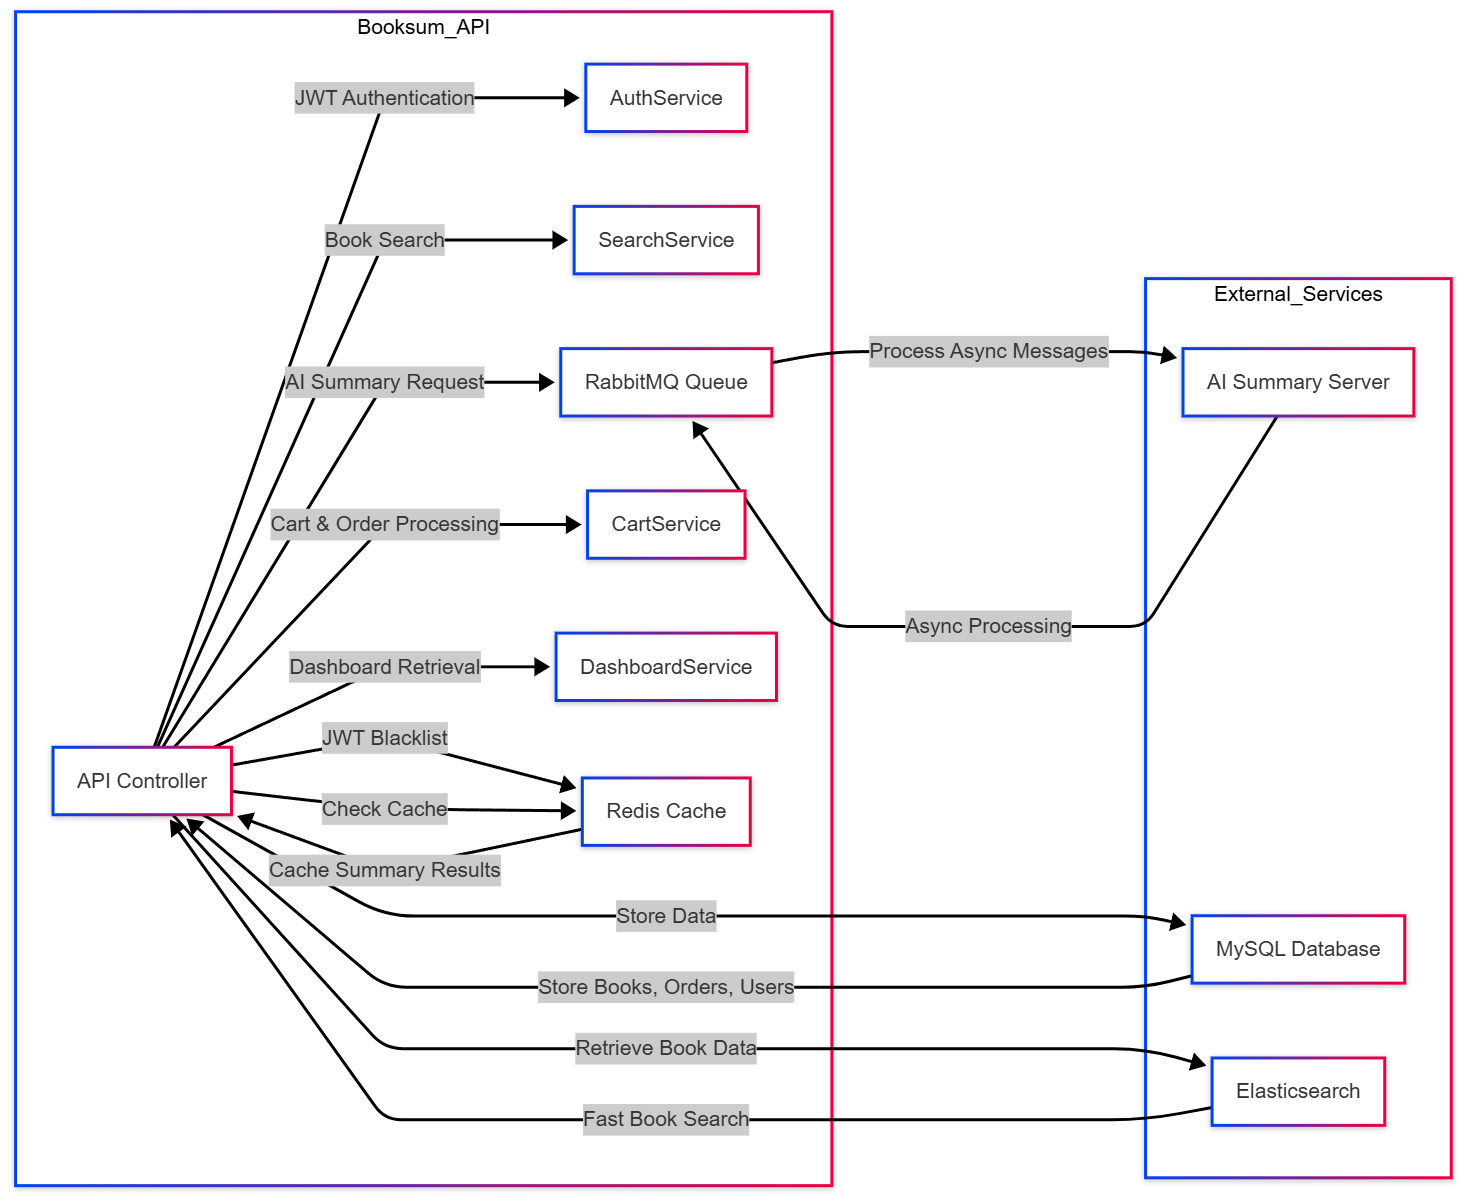 Booksum_API
JWT Authentication
AuthService
Book Search
SearchService
External_Services
AI Summary Request
RabbitMQ Queue
Process Async Messages
AI Summary Server
Cart & Order Processing
CartService
Async Processing
Dashboard Retrieval
DashboardService
JWT Blacklist
API Controller
Check Cache
Redis Cache
Cache Summary Results
Store Data
MySQL Database
Store Books, Orders, Users
Retrieve Book Data
Elasticsearch
Fast Book Search